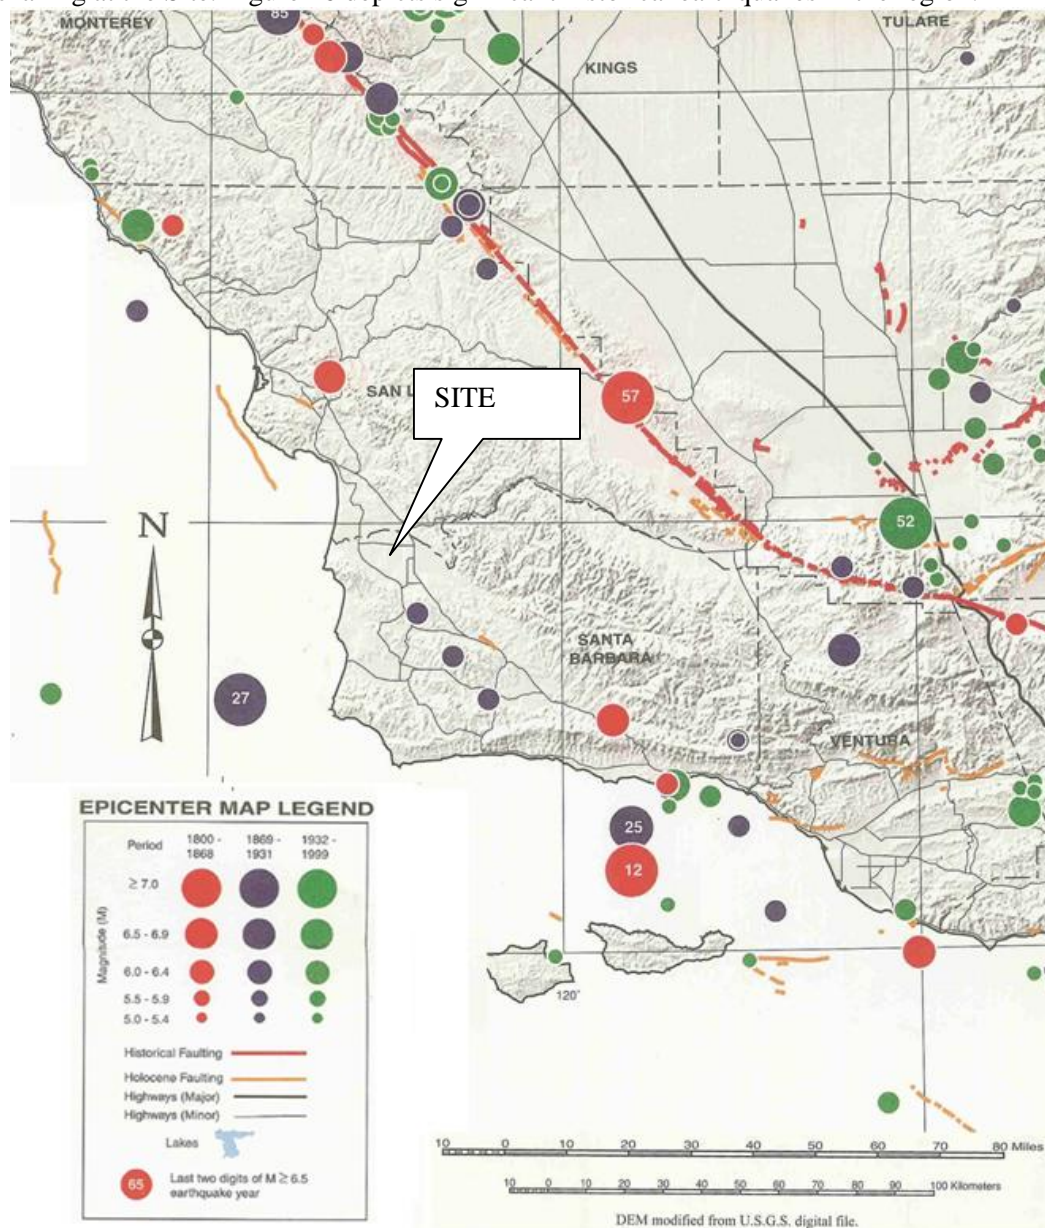 MONTEREY
TULARE
KINGS
57
SAN L
SITE
52
N
SANTA
BARBARA
27
VENTURA
25
12
120°
EPICENTER MAP LEGEND
Period 1800 - 1868 1869 - 1931 1932 - 1999
≥ 7.0
Magnitude (M)
6.5 - 6.9
6.0 - 6.4
5.5 - 5.9
5.0 - 5.4
Historical Faulting
Holocene Faulting
Highways (Major)
Highways (Minor)
Lakes
65 Last two digits of M ≥ 6.5
earthquake year
10 0 10 20 30 40 50 60 70 80 Miles
10 0 10 20 30 40 50 60 70 80 90 100 Kilometers
DEM modified from U.S.G.S. digital file.